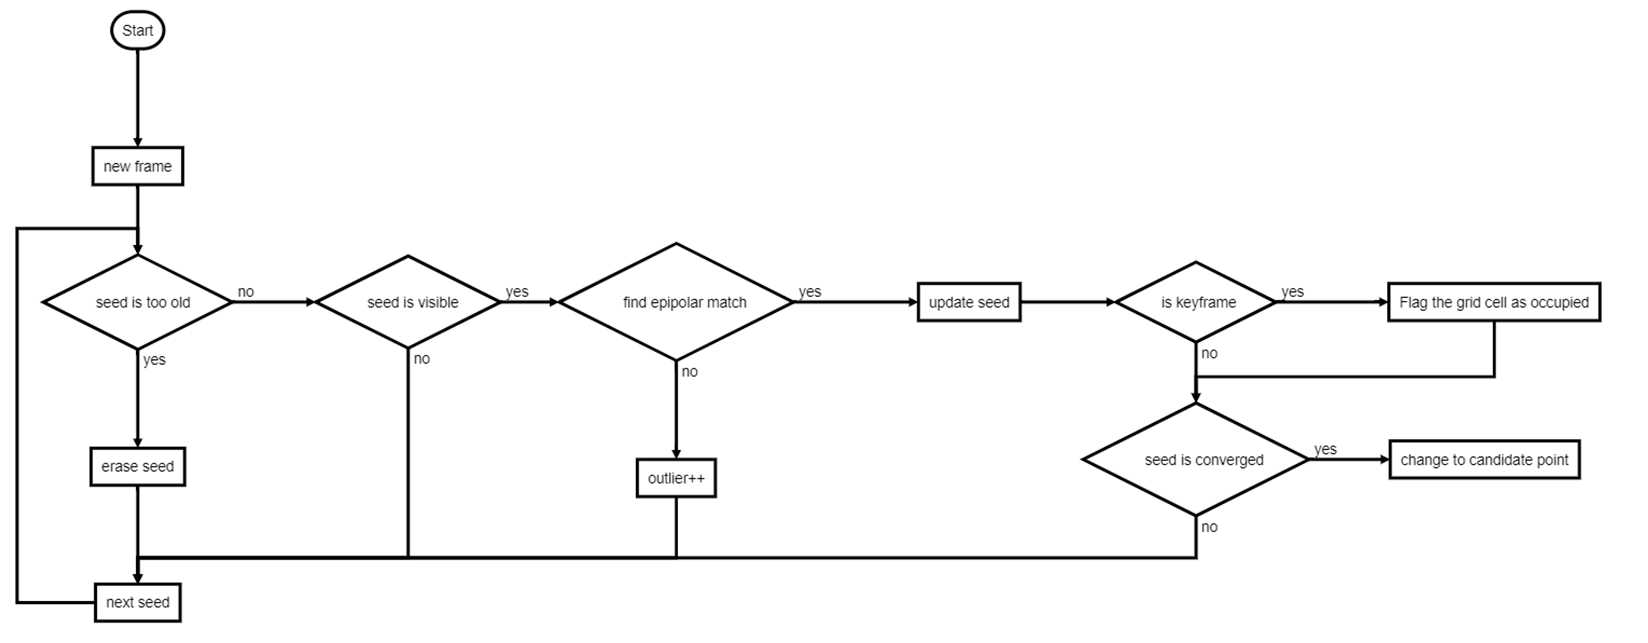 Start
new frame
seed is too old
no
yes
seed is visible
yes
no
find epipolar match
yes
no
update seed
is keyframe
yes
no
Flag the grid cell as occupied
erase seed
outlier++
seed is converged
yes
no
change to candidate point
next seed